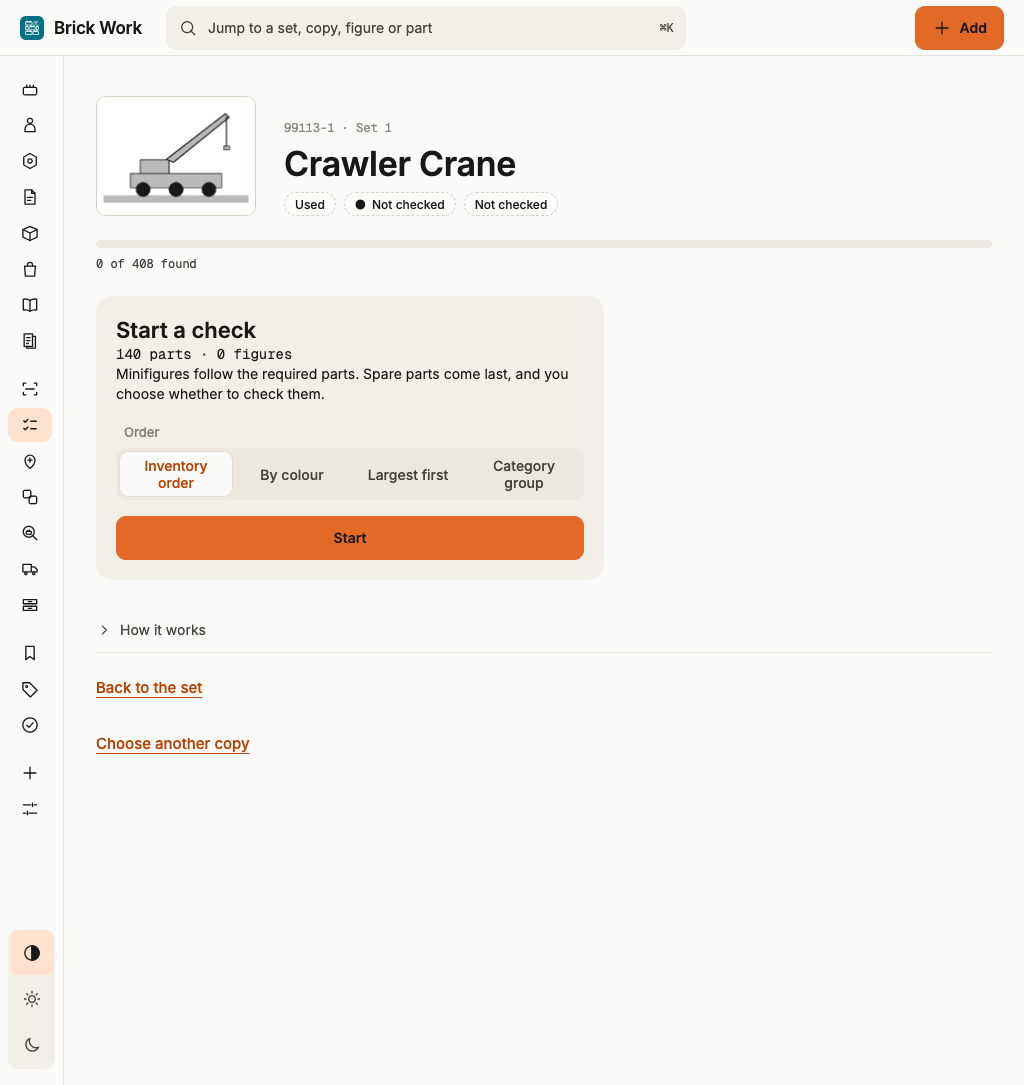 Brick Work
Jump to a set, copy, figure or part
⌘K
Add
99113-1 · Set 1
Crawler Crane
Used
Not checked
Not checked
0 of 408 found
Start a check
140 parts · 0 figures
Minifigures follow the required parts. Spare parts come last, and you
choose whether to check them.
Order
Inventory
order
By colour
Largest first
Category
group
Start
How it works
Back to the set
Choose another copy